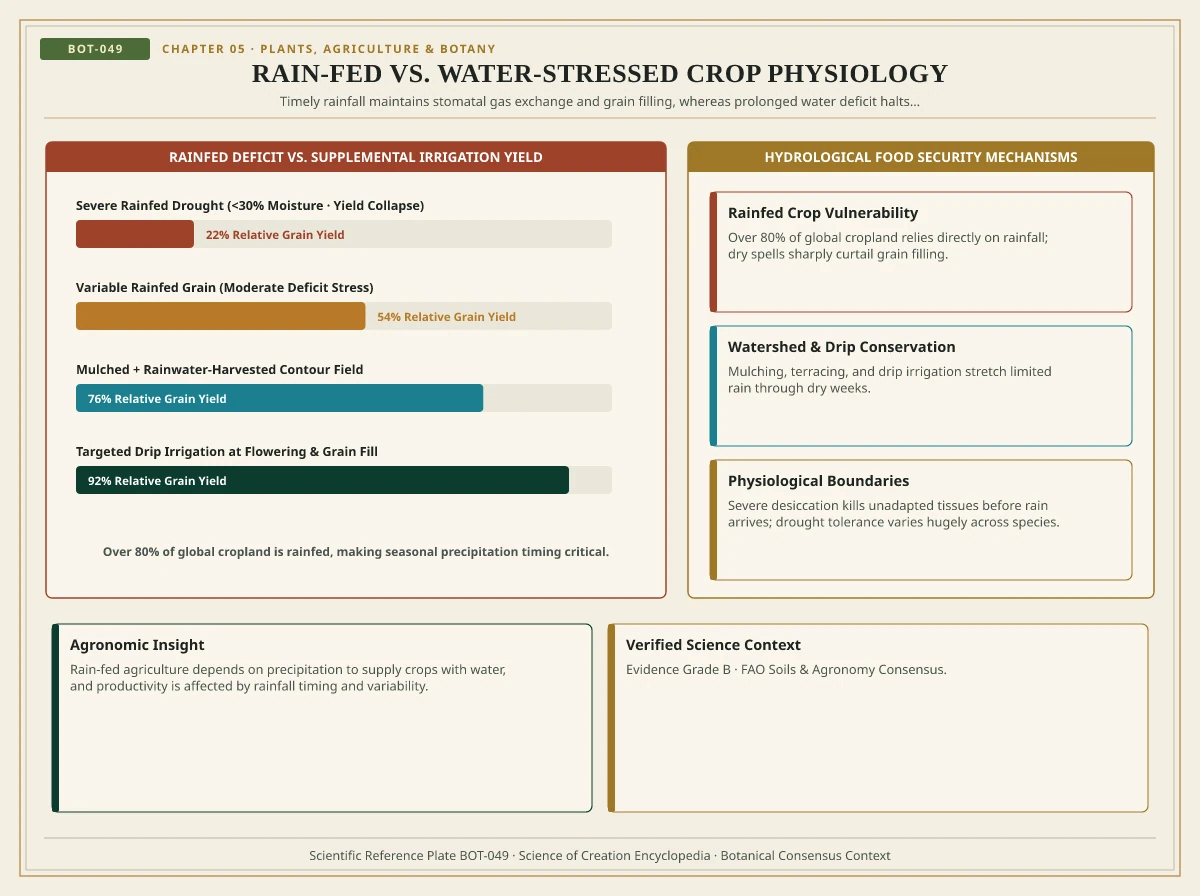 BOT-049
CHAPTER 05 · PLANTS, AGRICULTURE & BOTANY
RAIN-FED VS. WATER-STRESSED CROP PHYSIOLOGY
Timely rainfall maintains stomatal gas exchange and grain filling, whereas prolonged water deficit halts...
RAINFED DEFICIT VS. SUPPLEMENTAL IRRIGATION YIELD
Severe Rainfed Drought (<30% Moisture · Yield Collapse)
22% Relative Grain Yield
Variable Rainfed Grain (Moderate Deficit Stress)
54% Relative Grain Yield
Mulched + Rainwater-Harvested Contour Field
76% Relative Grain Yield
Targeted Drip Irrigation at Flowering & Grain Fill
92% Relative Grain Yield
Over 80% of global cropland is rainfed, making seasonal precipitation timing critical.
HYDROLOGICAL FOOD SECURITY MECHANISMS
Rainfed Crop Vulnerability
Over 80% of global cropland relies directly on rainfall;
dry spells sharply curtail grain filling.
Watershed & Drip Conservation
Mulching, terracing, and drip irrigation stretch limited
rain through dry weeks.
Physiological Boundaries
Severe desiccation kills unadapted tissues before rain
arrives; drought tolerance varies hugely across species.
Agronomic Insight
Rain-fed agriculture depends on precipitation to supply crops with water,
and productivity is affected by rainfall timing and variability.
Verified Science Context
Evidence Grade B · FAO Soils & Agronomy Consensus.
Scientific Reference Plate BOT-049 · Science of Creation Encyclopedia · Botanical Consensus Context